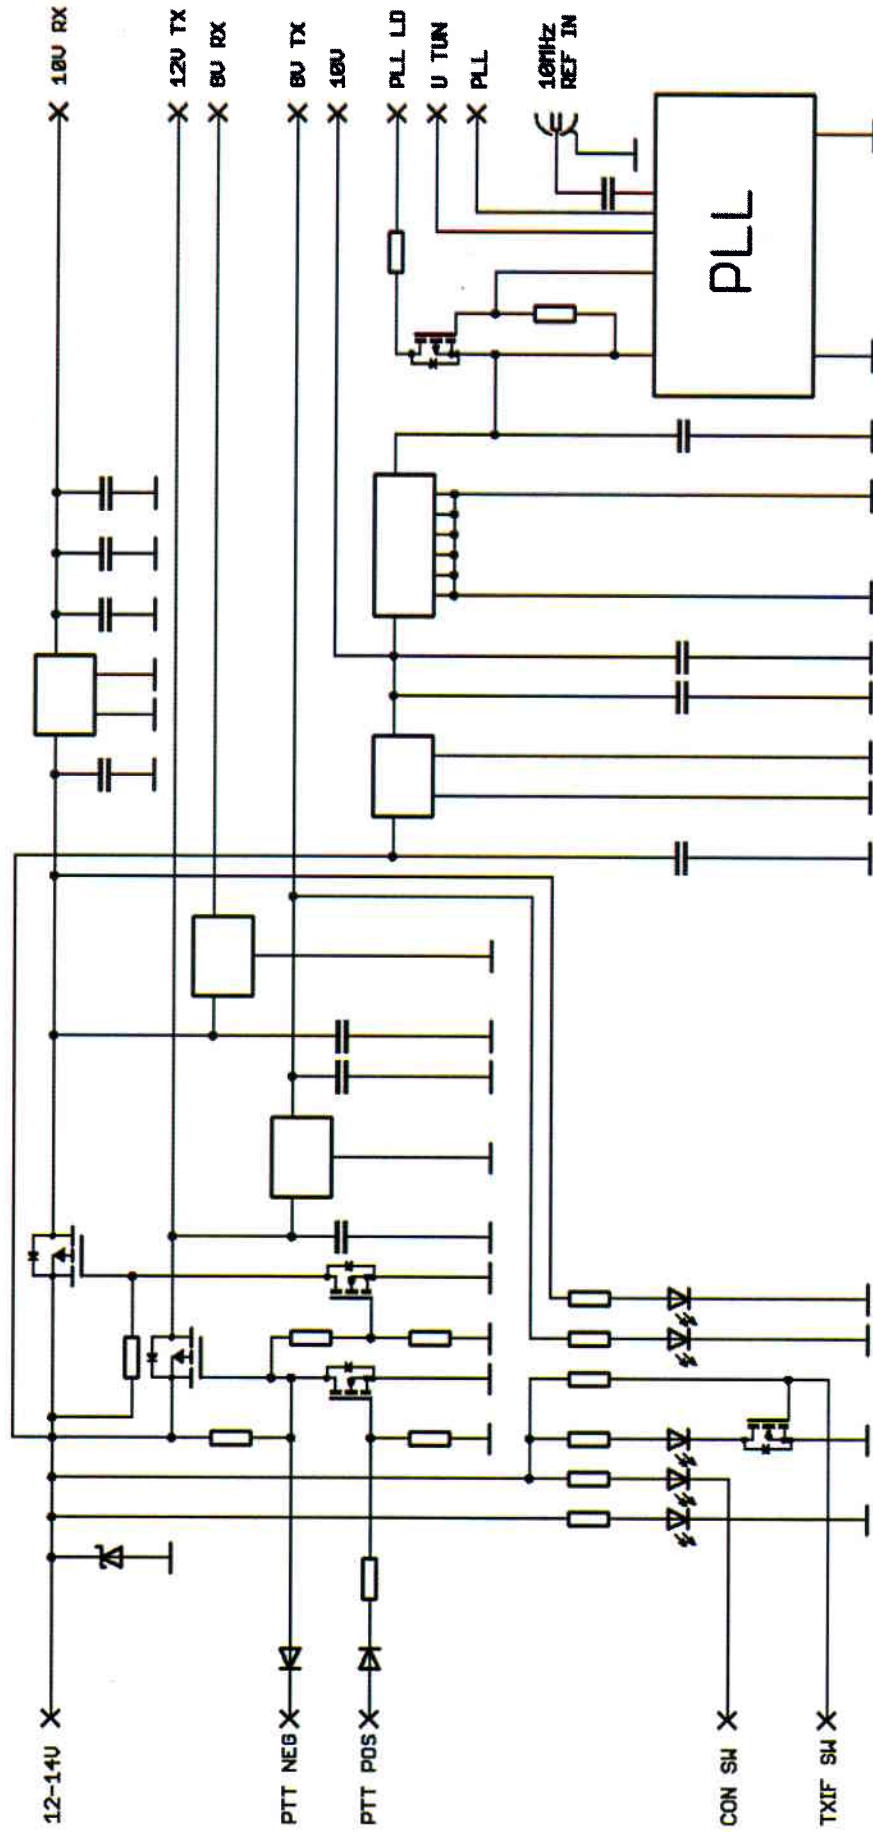 10V RX
12V TX
8V RX
8V TX
10V
PLL LD
U TUN
PLL
10MHz
REF IN
PLL
12-14V
PTT NEG
PTT POS
CON SW
TXIF SW